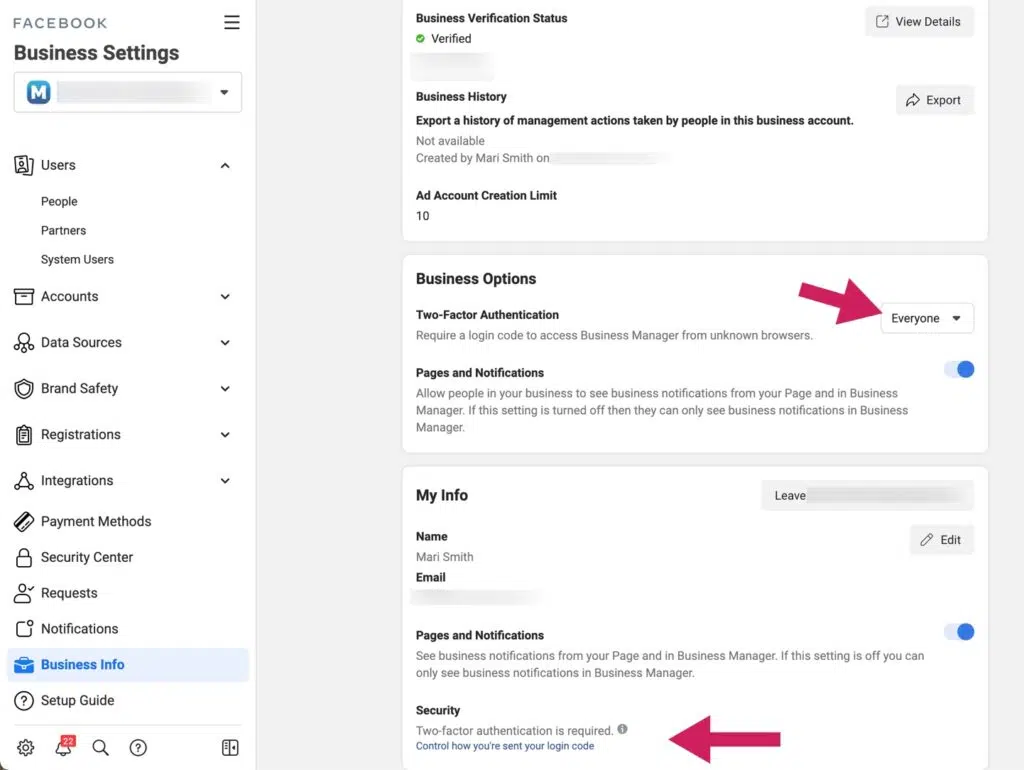 FACEBOOK
Business Settings
M
Users
People
Partners
System Users
Accounts
Data Sources
Brand Safety
Registrations
Integrations
Payment Methods
Security Center
Requests
Notifications
Business Info
Setup Guide
22
Business Verification Status
View Details
Verified
Business History
Export
Export a history of management actions taken by people in this business account.
Not available
Created by Mari Smith on
Ad Account Creation Limit
10
Business Options
Two-Factor Authentication
Everyone
Require a login code to access Business Manager from unknown browsers.
Pages and Notifications
Allow people in your business to see business notifications from your Page and in Business
Manager. If this setting is turned off then they can only see business notifications in Business
Manager.
My Info
Leave
Name
Edit
Mari Smith
Email
Pages and Notifications
See business notifications from your Page and in Business Manager. If this setting is off you can
only see business notifications in Business Manager.
Security
Two-factor authentication is required.
Control how you're sent your login code